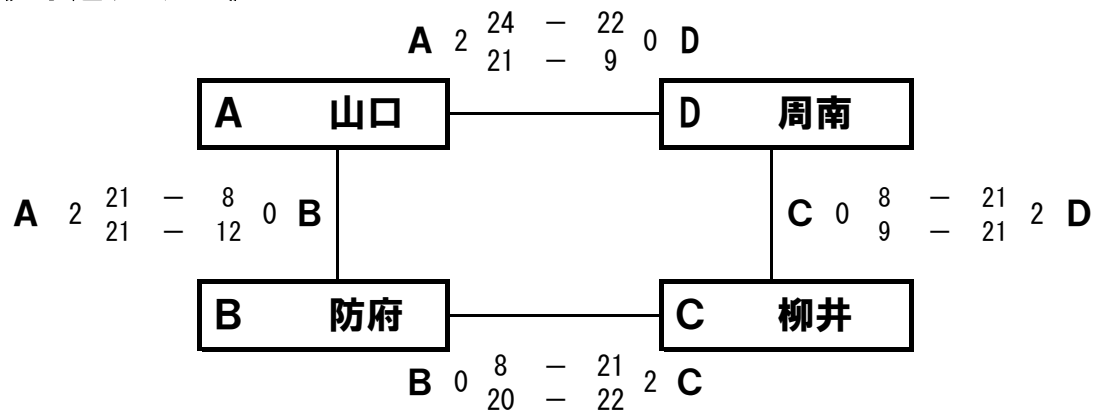 A 2 24 － 22 0 D
21 － 9
A 山口
D 周南
A 2 21 － 8 0 B
21 － 12
C 0 8 － 21 2 D
9 － 21
B 防府
C 柳井
B 0 8 － 21 2 C
20 － 22